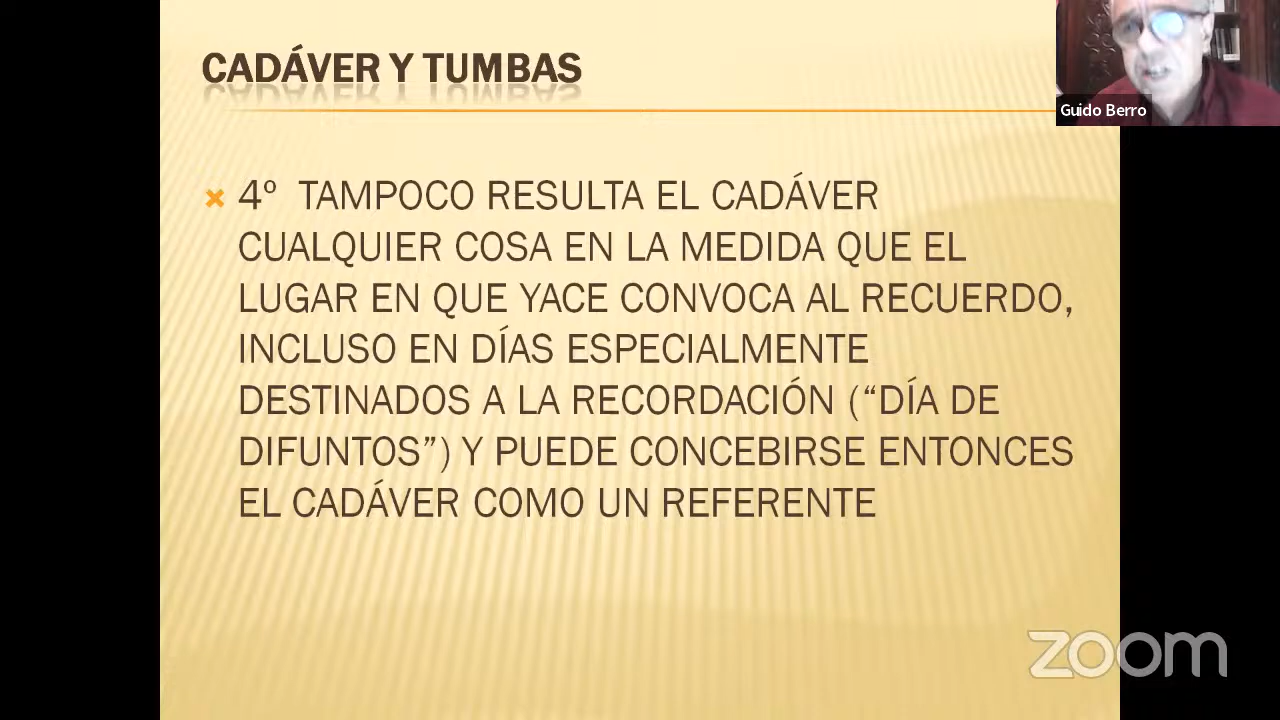 CADÁVER Y TUMBAS
Guido Berro
4º TAMPOCO RESULTA EL CADÁVER
CUALQUIER COSA EN LA MEDIDA QUE EL
LUGAR EN QUE YACE CONVOCA AL RECUERDO,
INCLUSO EN DÍAS ESPECIALMENTE
DESTINADOS A LA RECORDACIÓN (“DÍA DE
DIFUNTOS”) Y PUEDE CONCEBIRSE ENTONCES
EL CADÁVER COMO UN REFERENTE
zoom